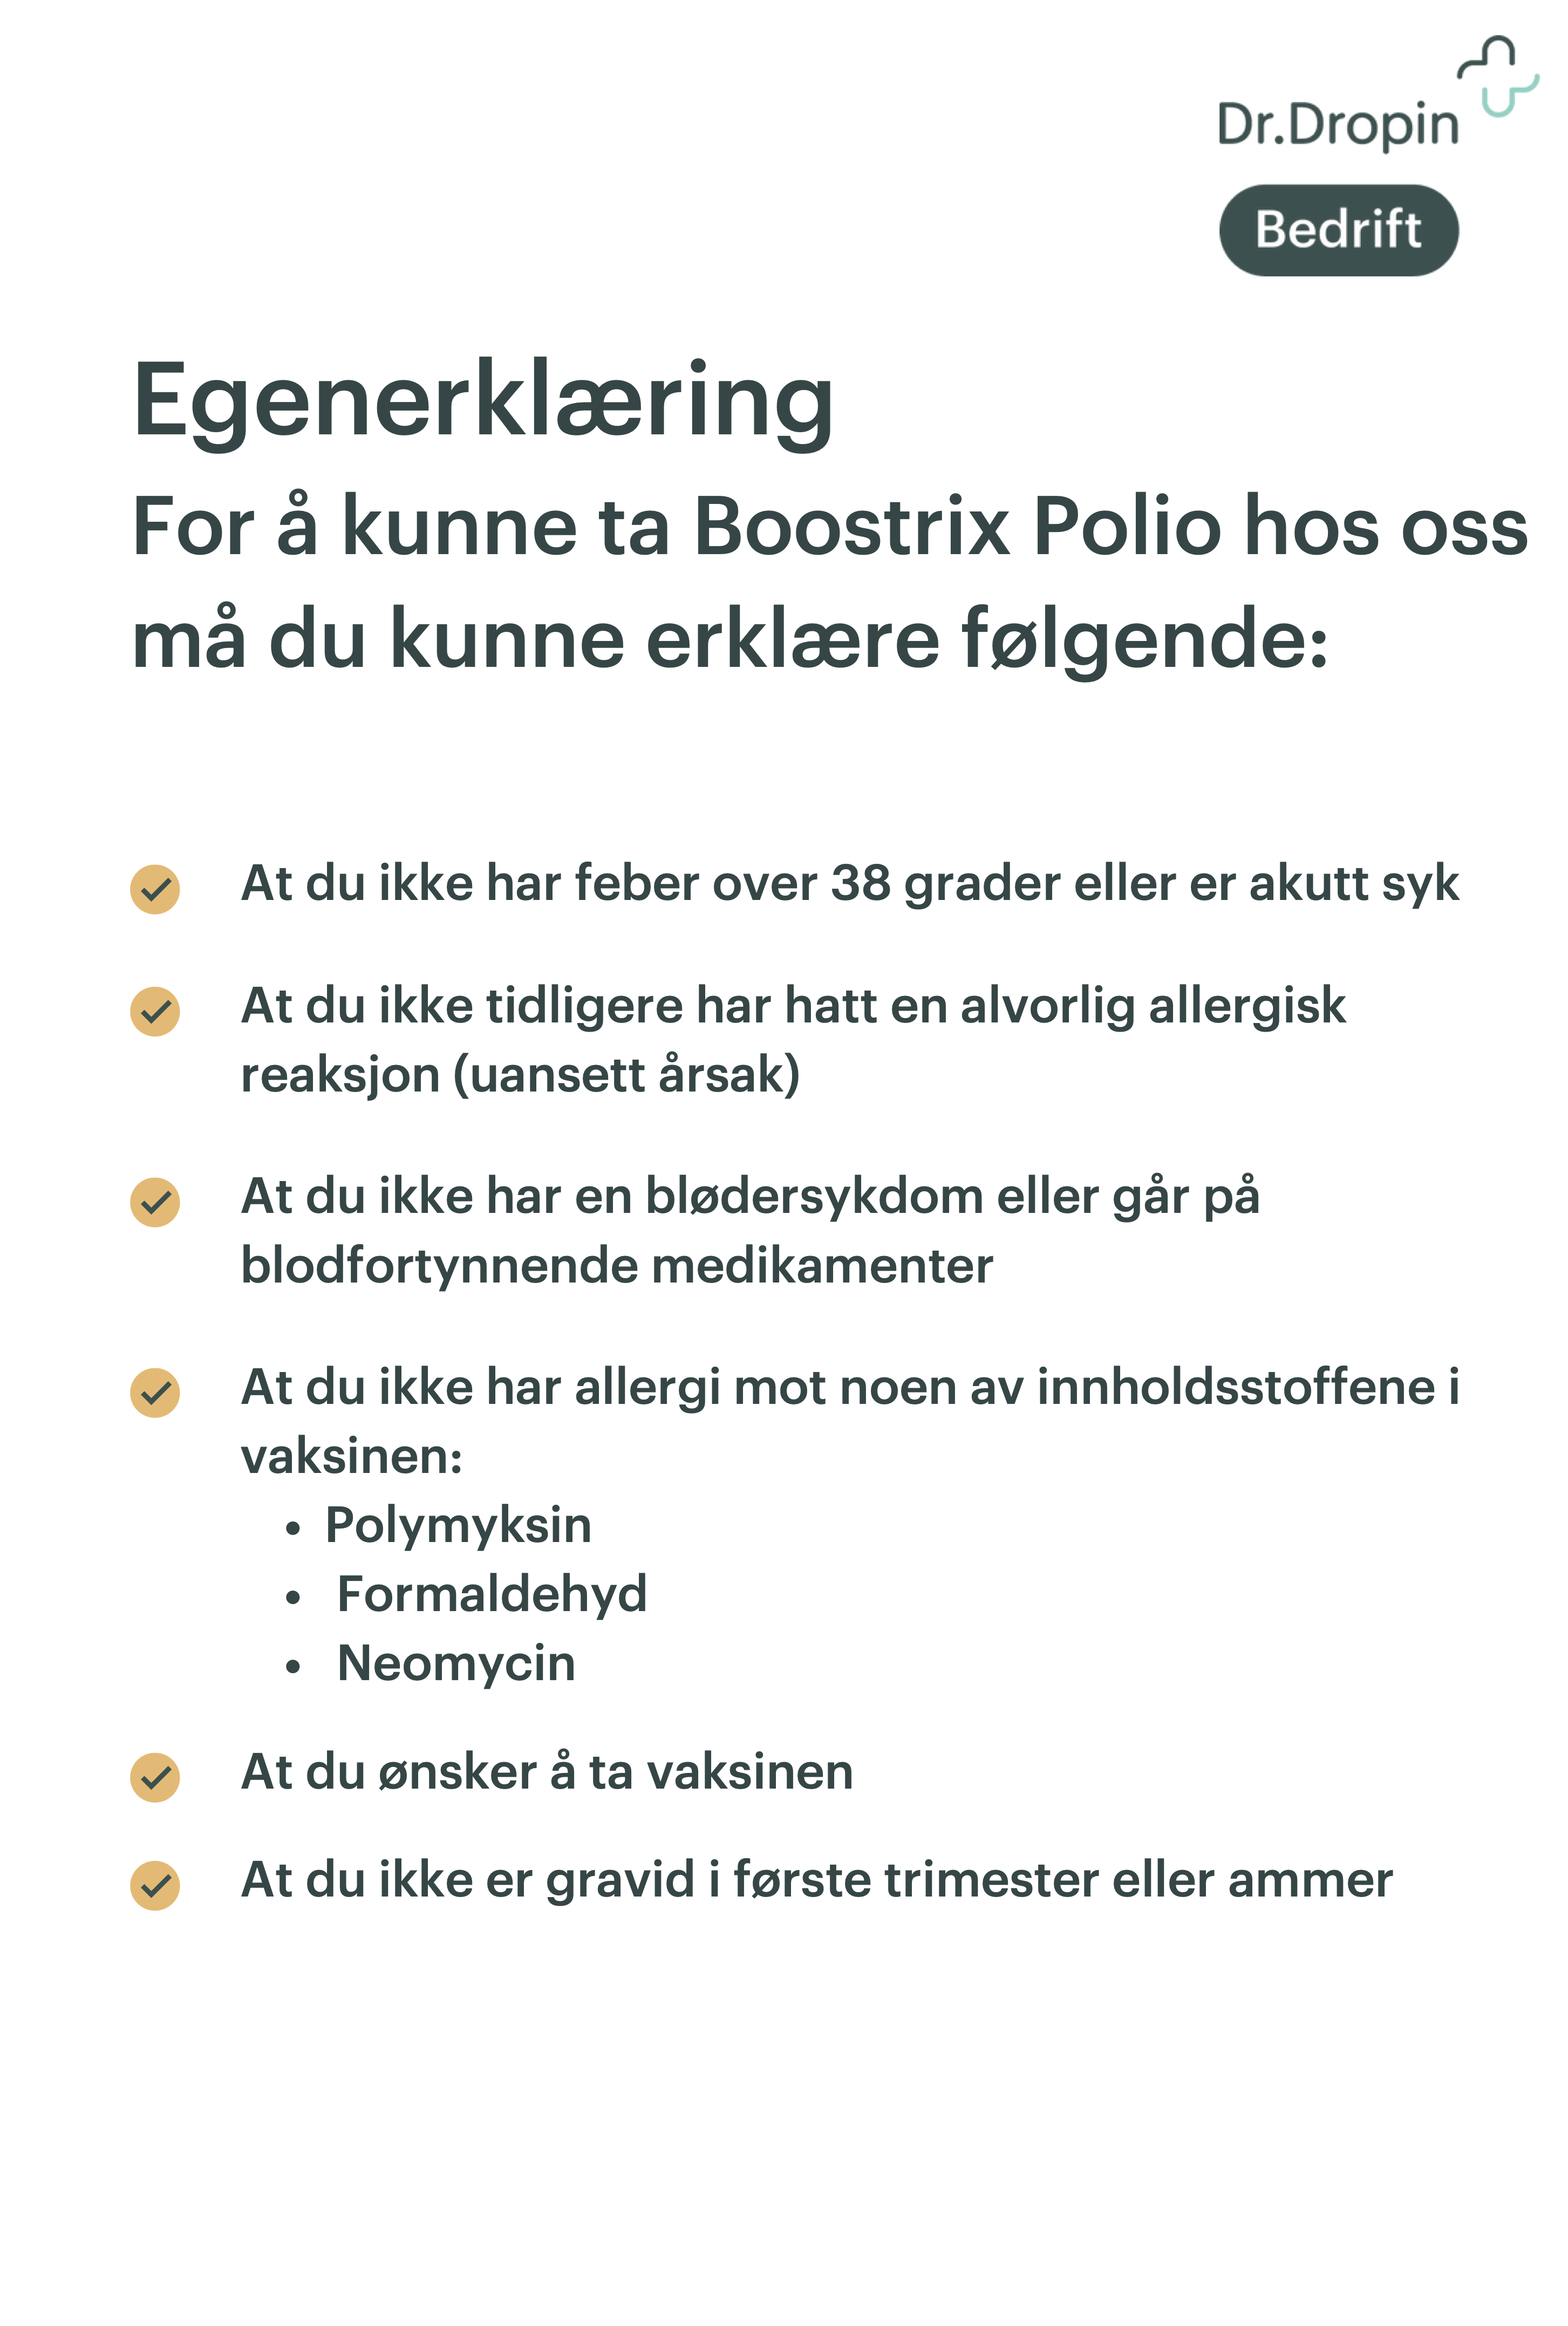 Dr.Dropin
Bedrift
Egenerklæring
For å kunne ta Boostrix Polio hos oss
må du kunne erklære følgende:
At du ikke har feber over 38 grader eller er akutt syk
At du ikke tidligere har hatt en alvorlig allergisk
reaksjon (uansett årsak)
At du ikke har en blødersykdom eller går på
blodfortynnende medikamenter
At du ikke har allergi mot noen av innholdsstoffene i
vaksinen:
• Polymyksin
• Formaldehyd
• Neomycin
At du ønsker å ta vaksinen
At du ikke er gravid i første trimester eller ammer